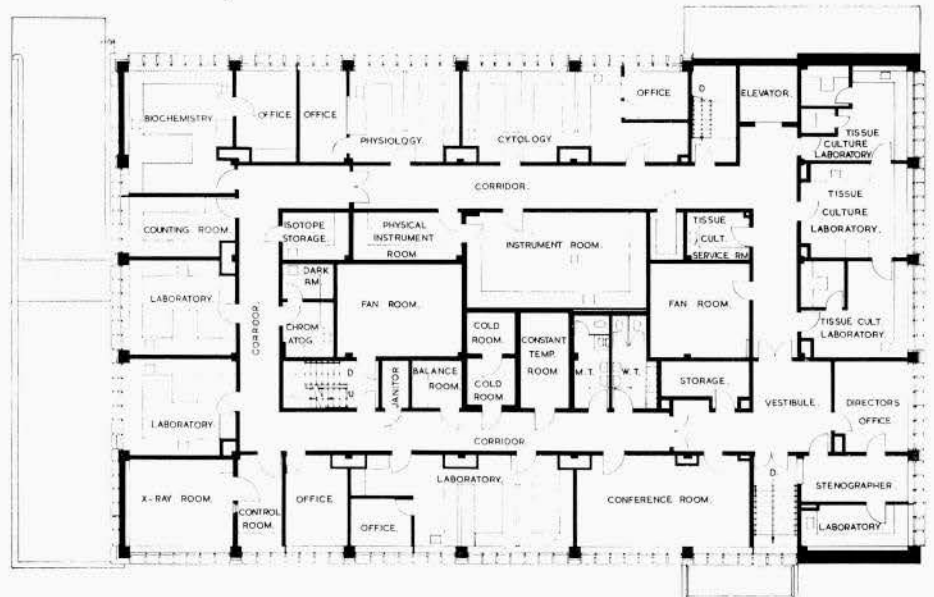 BIOCHEMISTRY
OFFICE
OFFICE
PHYSIOLOGY.
CYTOLOGY
OFFICE
D
ELEVATOR.
TISSUE
CULTURE
LABORATORY
CORRIDOR.
TISSUE
CULTURE
LABORATORY.
COUNTING ROOM.
ISOTOPE
STORAGE.
PHYSICAL
INSTRUMENT
ROOM
INSTRUMENT ROOM.
TISSUE
CULT.
SERVICE RM
LABORATORY.
DARK
RM.
FAN ROOM.
FAN ROOM.
CORRIDOR
CHROM
ATOG.
COLD
ROOM.
CONSTANT
TEMP.
ROOM
TISSUE CULT. LABORATORY
M.T.
W.T.
LABORATORY
D
U
JANITOR
BALANCE
ROOM.
COLD
ROOM
STORAGE.
VESTIBULE.
DIRECTORS
OFFICE
CORRIDOR
X-RAY ROOM.
CONTROL
ROOM.
OFFICE
OFFICE.
LABORATORY.
CONFERENCE ROOM.
D.
STENOGRAPHER
LABORATORY.